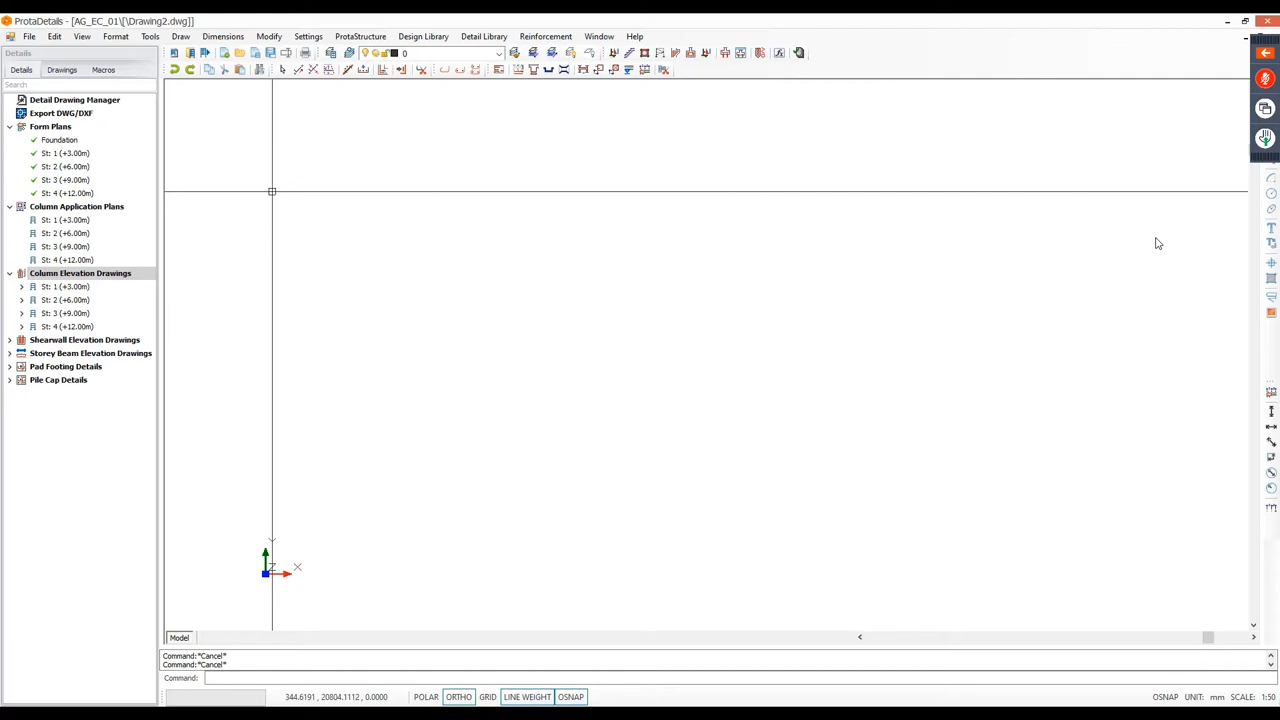 ProtaDetails - [AG_EC_01\[\Drawing2.dwg]]
File Edit View Format Tools Draw Dimensions Modify Settings ProtaStructure Design Library Detail Library Reinforcement Window Help
Details
0
Details Drawings Macros
Search
Detail Drawing Manager
Export DWG/DXF
Form Plans
Foundation
St: 1 (+3.00m)
St: 2 (+6.00m)
St: 3 (+9.00m)
St: 4 (+12.00m)
Column Application Plans
St: 1 (+3.00m)
St: 2 (+6.00m)
St: 3 (+9.00m)
St: 4 (+12.00m)
Column Elevation Drawings
St: 1 (+3.00m)
St: 2 (+6.00m)
St: 3 (+9.00m)
St: 4 (+12.00m)
Shearwall Elevation Drawings
Storey Beam Elevation Drawings
Pad Footing Details
Pile Cap Details
Y
Z X
Model
Command:*Cancel*
Command:*Cancel*
Command:
344.6191 , 20804.1112 , 0.0000 POLAR ORTHO GRID LINE WEIGHT OSNAP OSNAP UNIT: mm SCALE: 1:50